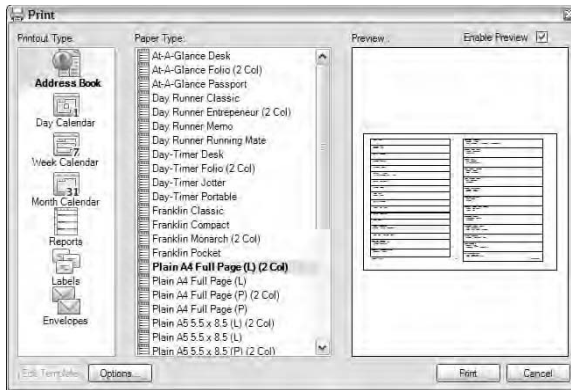 Print
Printout Type:
Address Book
1
Day Calendar
7
Week Calendar
31
Month Calendar
Reports
Labels
Envelopes
Paper Type:
At-A-Glance Desk
At-A-Glance Folio (2 Col)
At-A-Glance Passport
Day Runner Classic
Day Runner Entrepeneur (2 Col)
Day Runner Memo
Day Runner Running Mate
Day-Timer Desk
Day-Timer Folio (2 Col)
Day-Timer Jotter
Day-Timer Portable
Franklin Classic
Franklin Compact
Franklin Monarch (2 Col)
Franklin Pocket
Plain A4 Full Page (L) (2 Col)
Plain A4 Full Page (L)
Plain A4 Full Page (P) (2 Col)
Plain A4 Full Page (P)
Plain A5 5.5 x 8.5 (L) (2 Col)
Plain A5 5.5 x 8.5 (L)
Plain A5 5.5 x 8.5 (P) (2 Col)
Preview:
Enable Preview
Edit Template
Options...
Print
Cancel